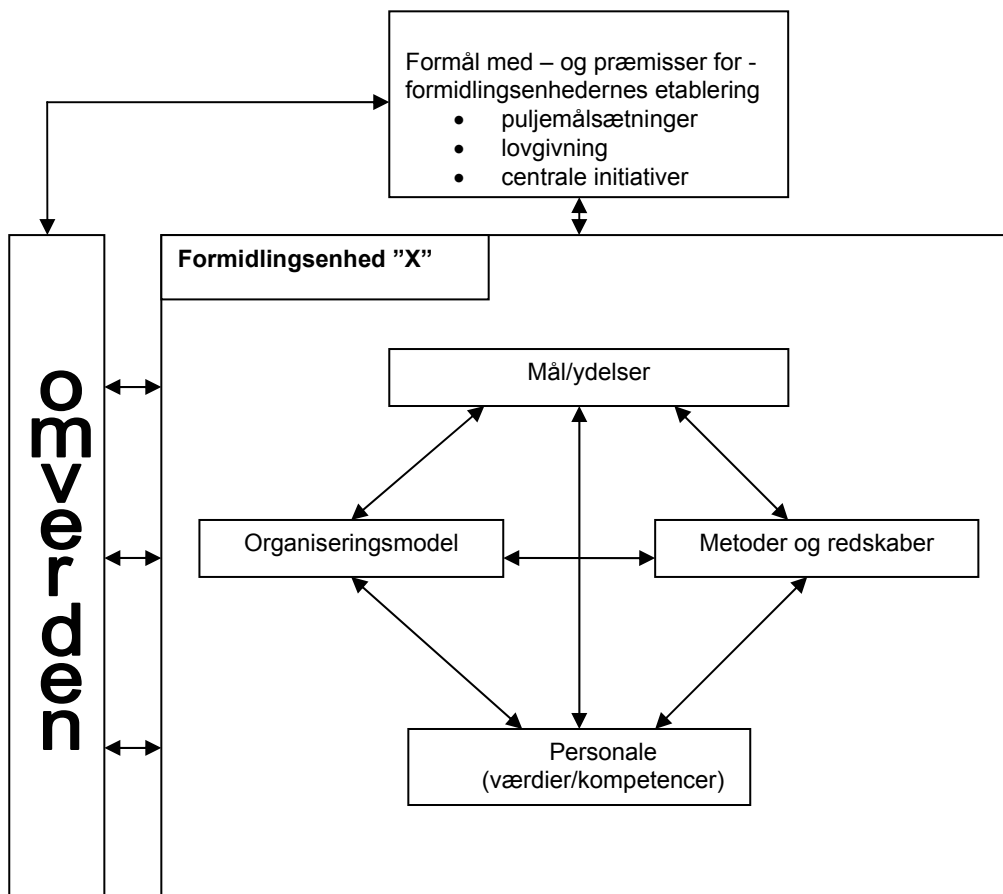 Formål med – og præmisser for -
formidlingsenhedernes etablering
• puljemålsætninger
• lovgivning
• centrale initiativer
Formidlingsenhed ”X”
omverden
Mål/ydelser
Organiseringsmodel
Metoder og redskaber
Personale
(værdier/kompetencer)